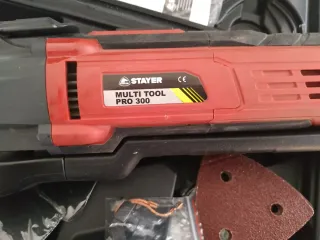 STAYER CE
MULTI TOOL
PRO 300